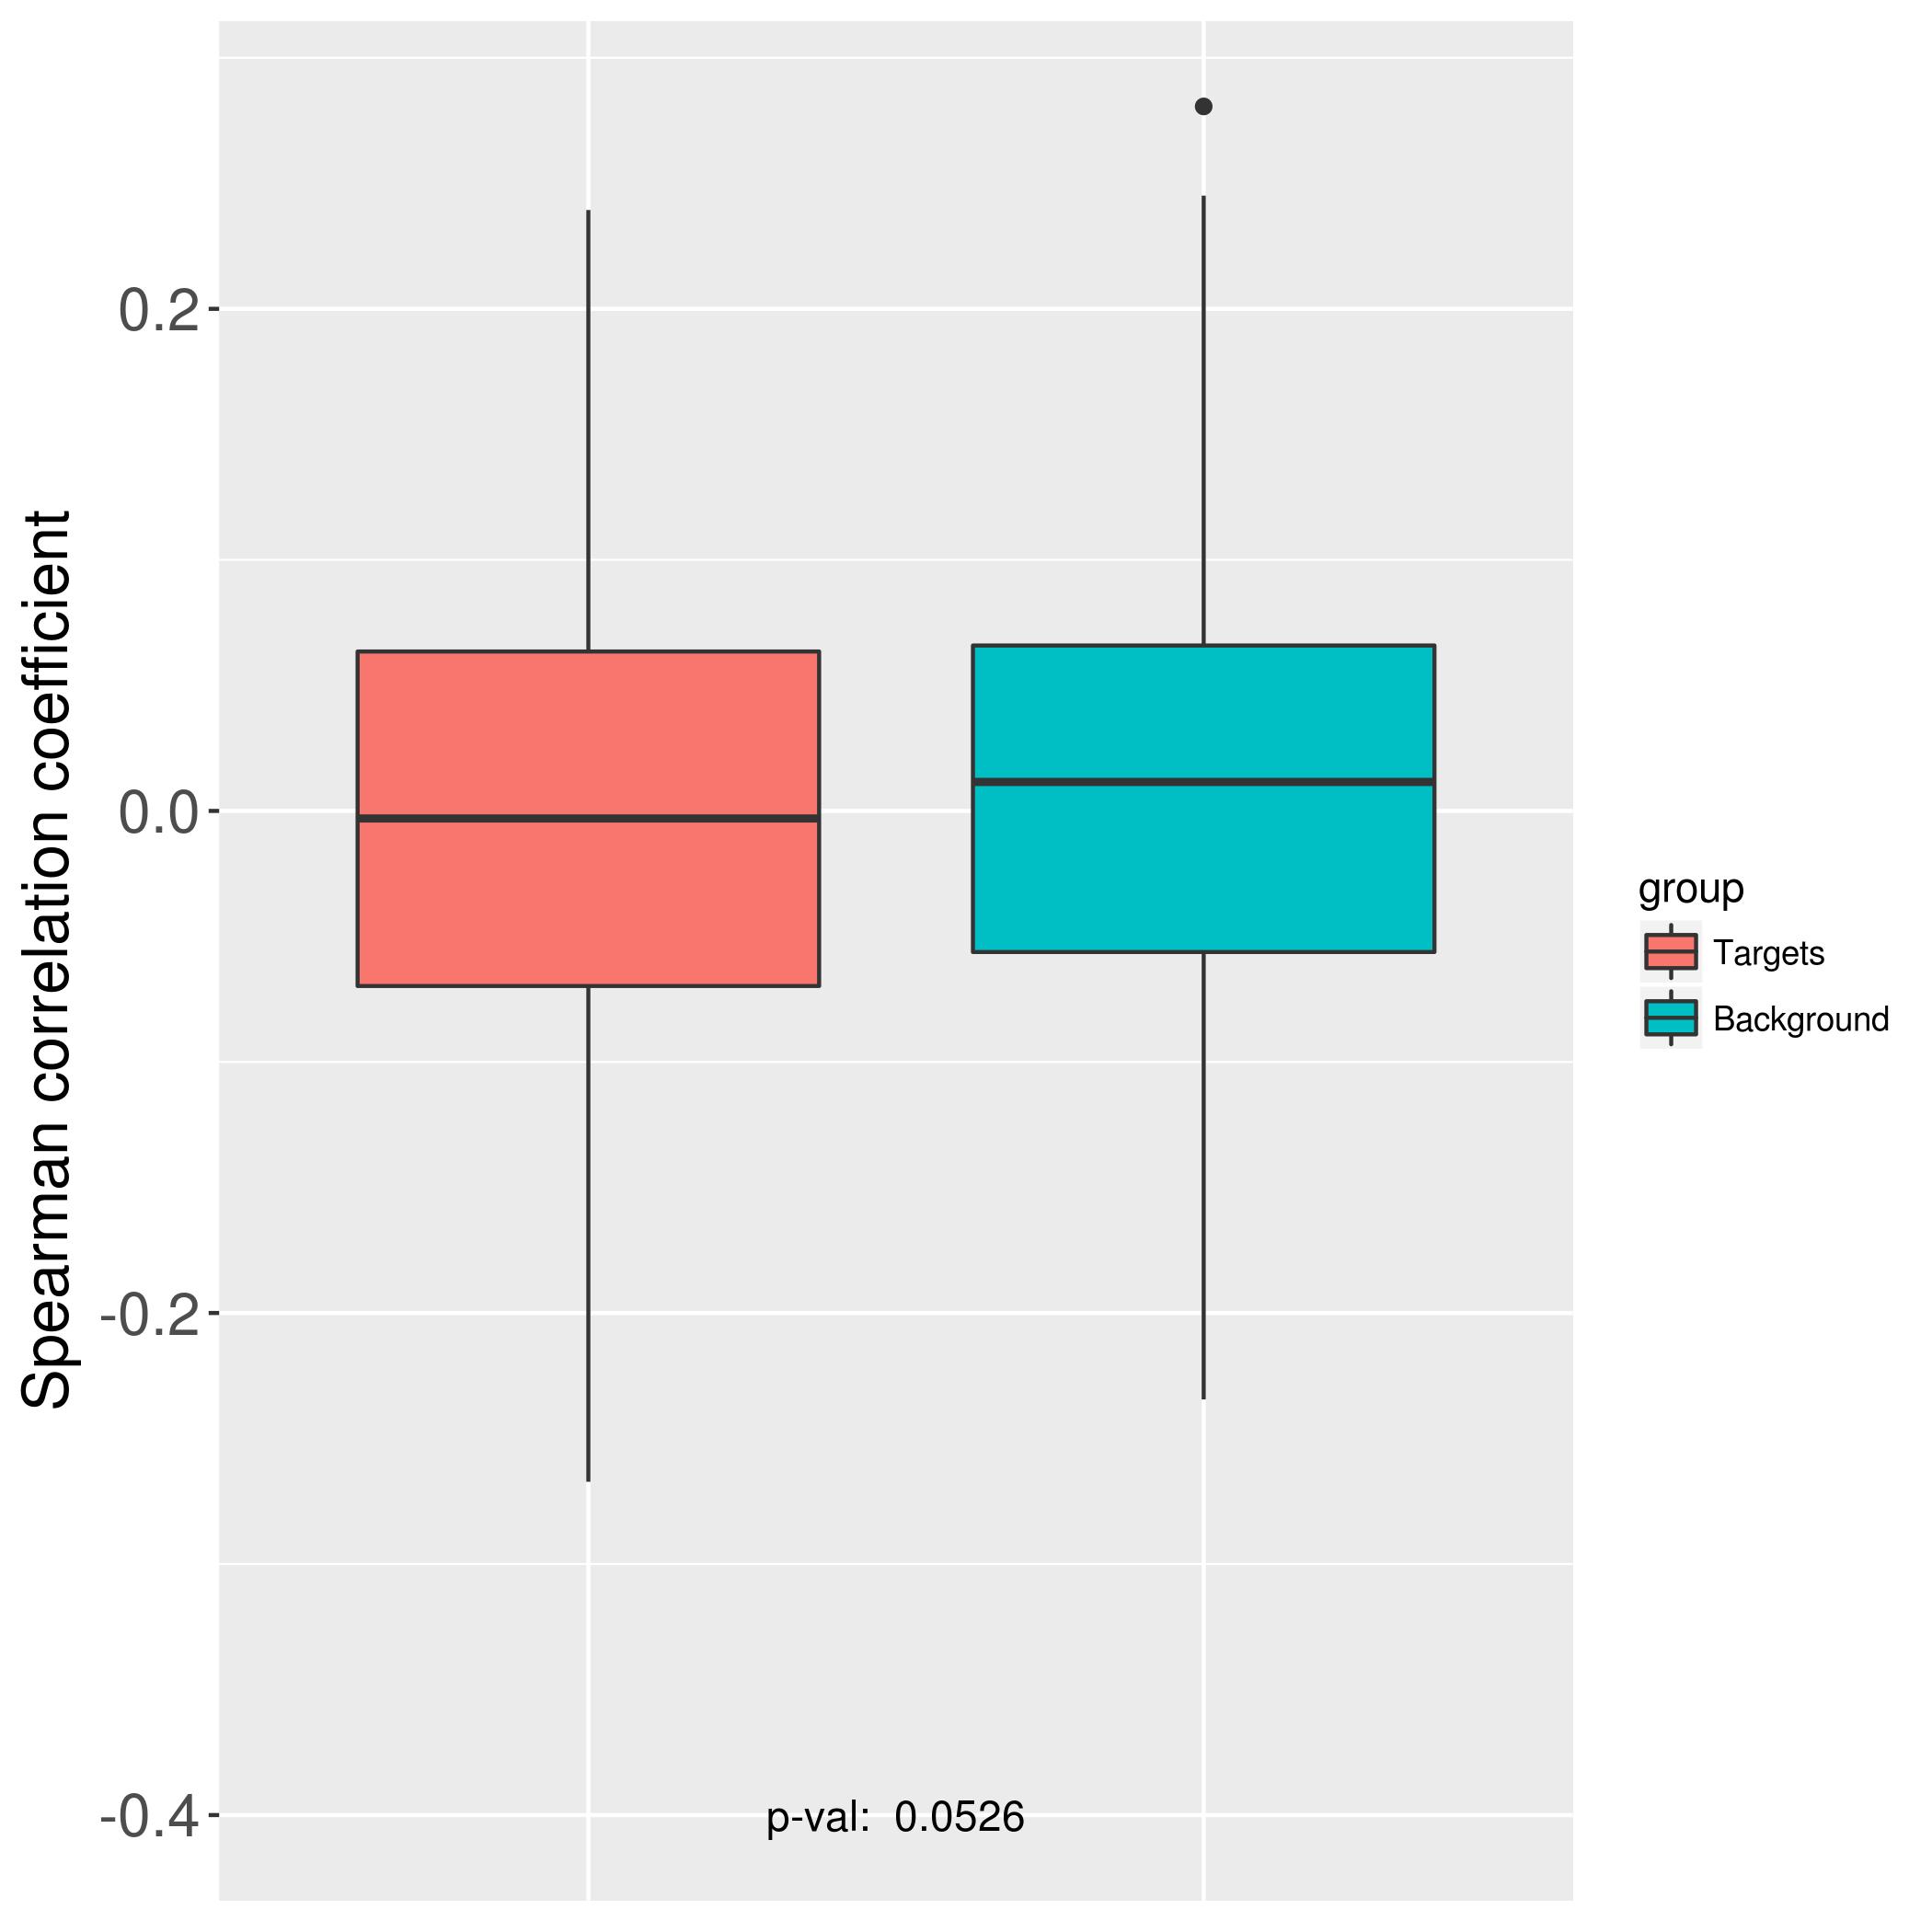 Spearman correlation coefficient
0.2
0.0
-0.2
-0.4
p-val:  0.0526
group
Targets
Background